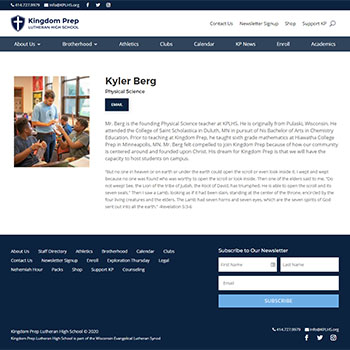 414.727.9979 info@KPLHS.org
Kingdom Prep
LUTHERAN HIGH SCHOOL
Contact Us Newsletter Signup Shop Support KP
About Us Brotherhood Athletics Clubs Calendar KP News Enroll Academics
Kyler Berg
Physical Science
EMAIL
Mr. Berg is the founding Physical Science teacher at KPLHS. He is originally from Pulaski, Wisconsin. He
attended the College of Saint Scholastica in Duluth, MN in pursuit of his Bachelor of Arts in Chemistry
Education. Prior to teaching at KP, he taught sixth grade mathematics at Hiawatha College
Prep in Minneapolis, MN. Mr. Berg felt compelled to join Kingdom Prep because of how our community
is centered around and founded upon Christ. His dream for Kingdom Prep is that we will have the
capacity to host students on campus.
"But no one in heaven or on earth or under the earth could open the scroll or even look inside it. I wept and wept
because no one was found who was worthy to open the scroll or look inside. Then one of the elders said to me, "Do
not weep! See, the Lion of the tribe of Judah, the Root of David, has triumphed. He is able to open the scroll and its
seven seals." Then I saw a Lamb, looking as if it had been slain, standing at the center of the throne, encircled by the
four living creatures and the elders. The Lamb had seven horns and seven eyes, which are the seven spirits of God
sent out into all the earth." -Revelation 5:3-6
About Us Staff Directory Athletics Brotherhood Calendar Clubs
Contact Us Newsletter Signup Enroll Exploration Thursday Legal
Nehemiah Hour Packs Shop Support KP Counseling
Subscribe to Our Newsletter
First Name Last Name
Email
SUBSCRIBE
Kingdom Prep Lutheran High School © 2020
Kingdom Prep Lutheran High School is part of the Wisconsin Evangelical Lutheran Synod
414.727.9979 info@KPLHS.org